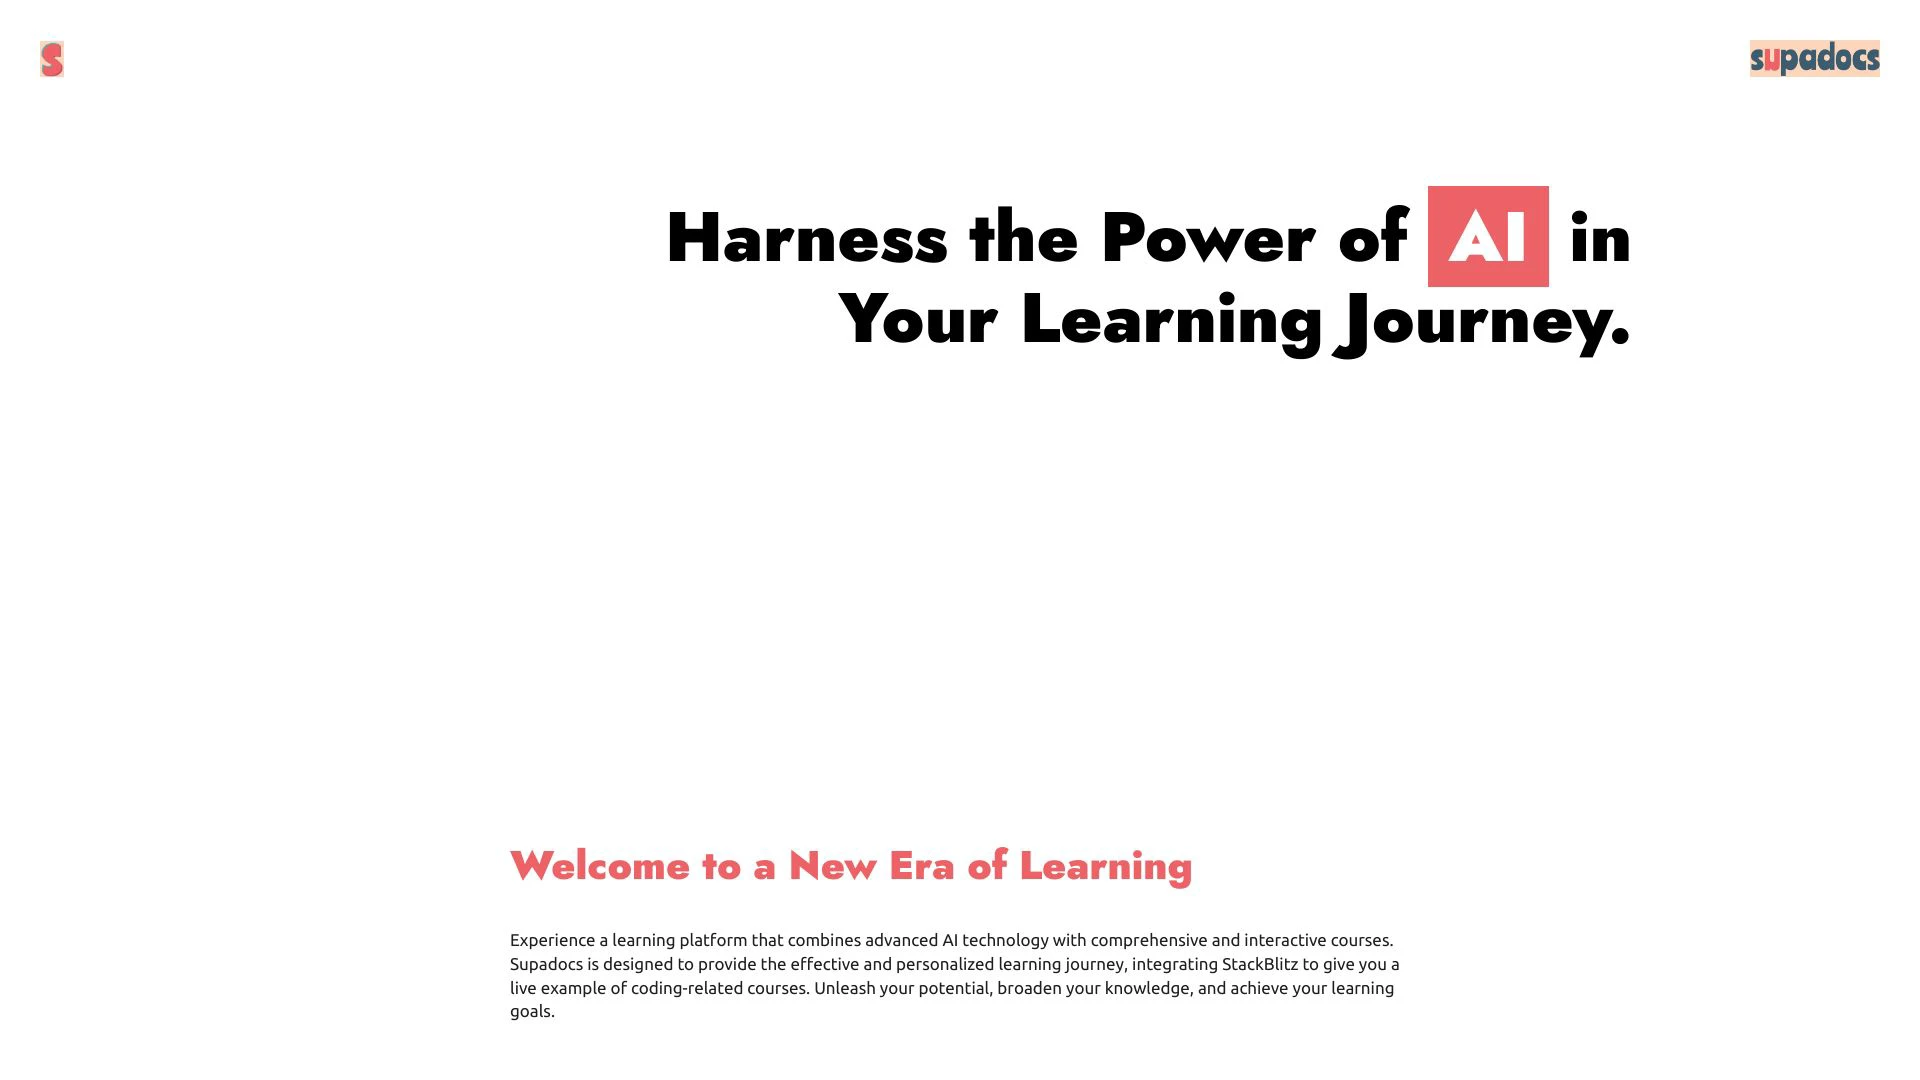 S
supadocs
Harness the Power of AI in
Your Learning Journey.
Welcome to a New Era of Learning
Experience a learning platform that combines advanced AI technology with comprehensive and interactive courses.
Supadocs is designed to provide the effective and personalized learning journey, integrating StackBlitz to give you a
live example of coding-related courses. Unleash your potential, broaden your knowledge, and achieve your learning
goals.